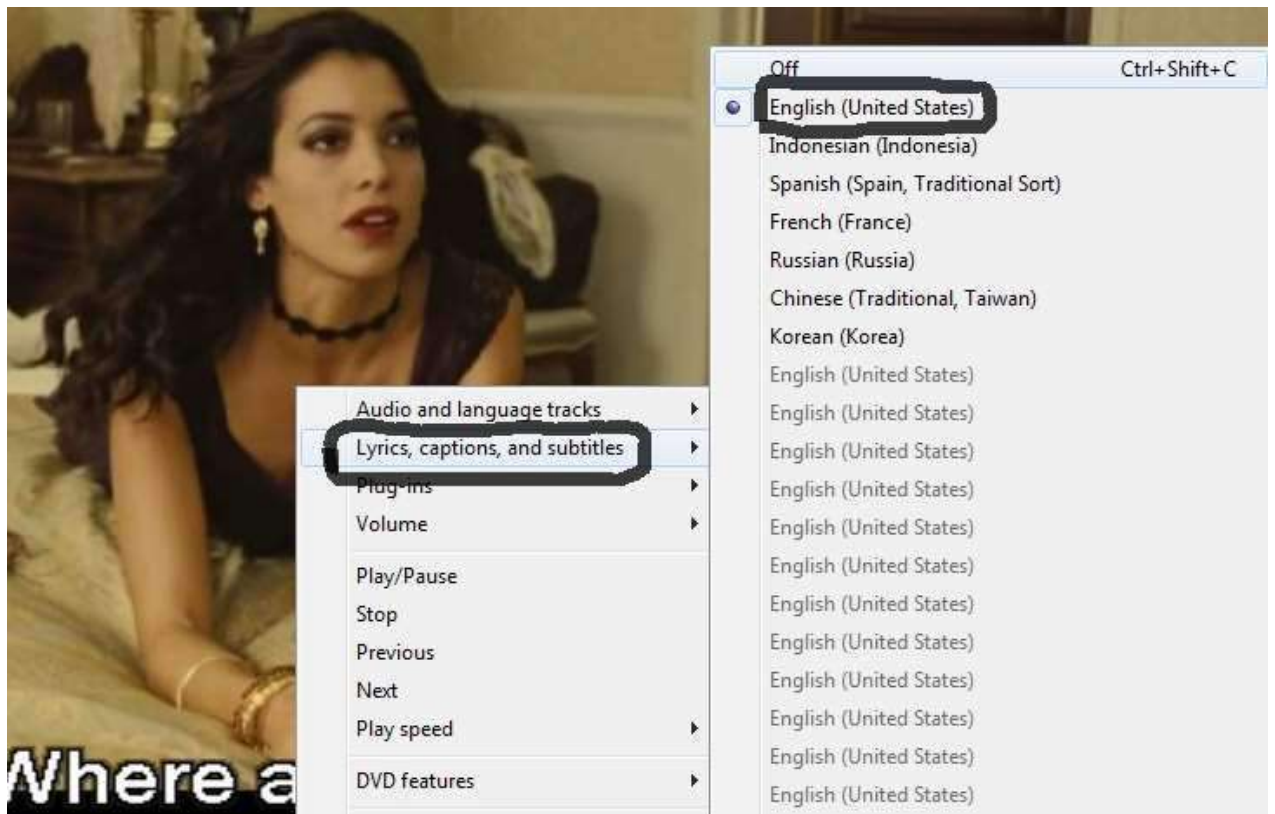 Off Ctrl+Shift+C
English (United States)
Indonesian (Indonesia)
Spanish (Spain, Traditional Sort)
French (France)
Russian (Russia)
Chinese (Traditional, Taiwan)
Korean (Korea)
English (United States)
English (United States)
English (United States)
English (United States)
English (United States)
English (United States)
English (United States)
English (United States)
English (United States)
English (United States)
English (United States)
English (United States)
Audio and language tracks
Lyrics, captions, and subtitles
Plug-ins
Volume
Play/Pause
Stop
Previous
Next
Play speed
DVD features
Where a